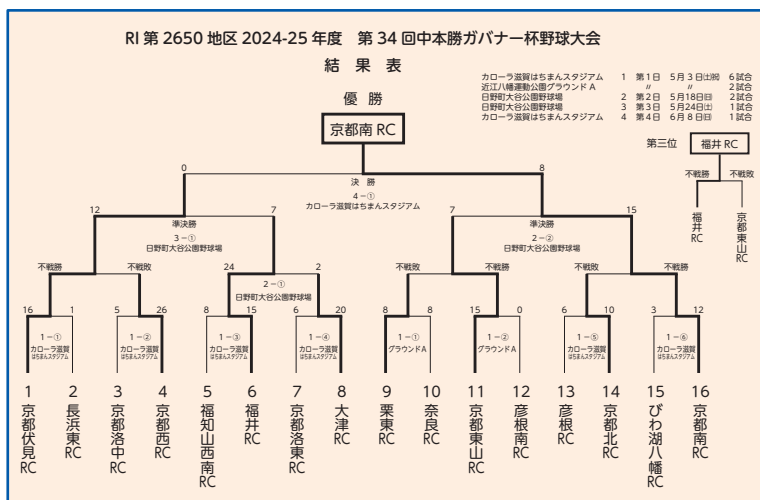 RI 第 2650 地区 2024-25 年度　第 34 回中本勝ガバナー杯野球大会
結 果 表
カローラ滋賀はちまんスタジアム　1　第1日　5月 3 日㈯㈷　6試合
近江八幡運動公園グラウンド A　〃　〃　2試合
日野町大谷公園野球場　2　第2日　5月18日㈰　2試合
日野町大谷公園野球場　3　第3日　5月24日㈯　1試合
カローラ滋賀はちまんスタジアム　4　第4日　6月 8 日㈰　1試合
優 勝
京都南 RC
第三位　福井 RC
不戦勝　不戦敗
福井RC　京都東山RC
0　8
決 勝
4－①
カローラ滋賀はちまんスタジアム
12　7　7　15
準決勝　準決勝
3－①　2－②
日野町大谷公園野球場　日野町大谷公園野球場
不戦勝　不戦敗　24　2　不戦勝　不戦敗　不戦敗　不戦勝
2－①
日野町大谷公園野球場
16　1　5　26　8　15　6　20　8　8　15　0　6　10　3　12
1－①　1－②　1－③　1－④　1－①　1－②　1－⑤　1－⑥
カローラ滋賀　カローラ滋賀　カローラ滋賀　カローラ滋賀　グラウンドA　グラウンドA　カローラ滋賀　カローラ滋賀
はちまんスタジアム　はちまんスタジアム　はちまんスタジアム　はちまんスタジアム　はちまんスタジアム　はちまんスタジアム
1　2　3　4　5　6　7　8　9　10　11　12　13　14　15　16
京都伏見RC
長浜東RC
京都洛中RC
京都西RC
福知山西南RC
福井RC
京都洛東RC
大津RC
栗東RC
奈良RC
京都東山RC
彦根南RC
彦根RC
京都北RC
びわ湖八幡RC
京都南RC